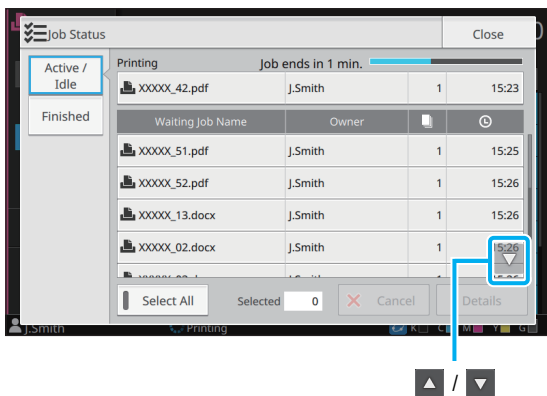 Job Status
Close
Active /
Idle
Finished
Printing
Job ends in 1 min.
XXXXX_42.pdf J.Smith 1 15:23
Waiting Job Name Owner
XXXXX_51.pdf J.Smith 1 15:25
XXXXX_52.pdf J.Smith 1 15:26
XXXXX_13.docx J.Smith 1 15:26
XXXXX_02.docx J.Smith 1 15:26
Select All
Selected 0
Cancel
Details
J.Smith
Printing
K C M Y G
/